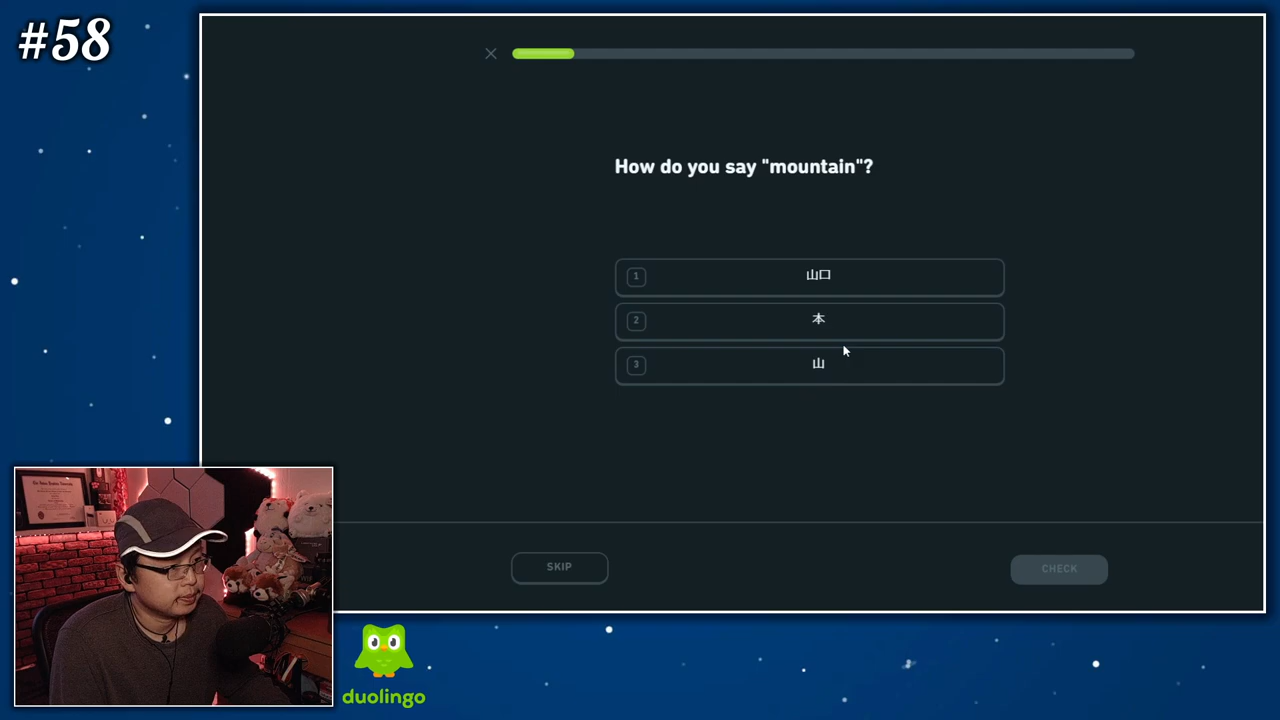 #58
How do you say "mountain"?
1 山口
2 本
3 山
SKIP
CHECK
duolingo